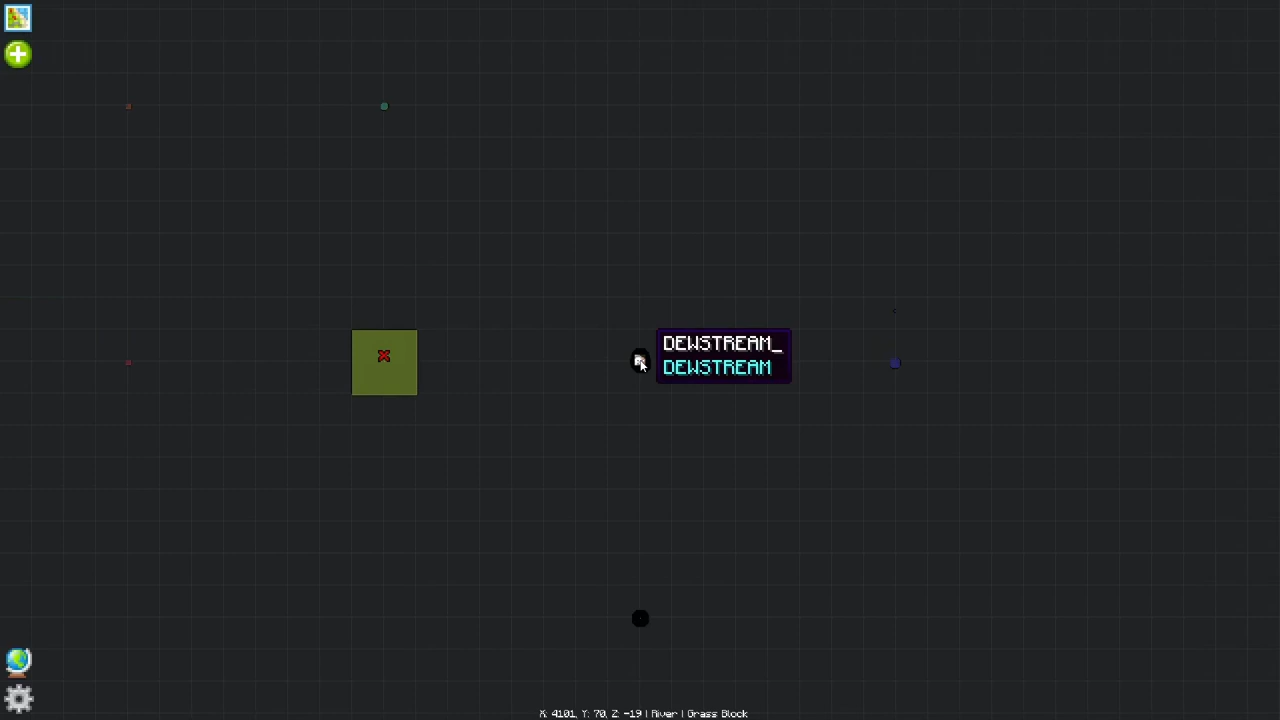 DEWSTREAM_
DEWSTREAM
X: 4101, Y: 70, Z: -19 | River | Grass Block